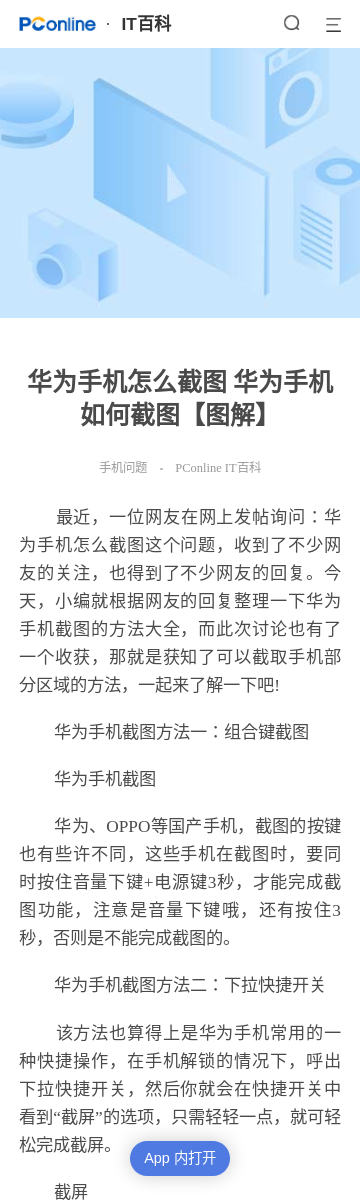 PConline · IT百科
华为手机怎么截图 华为手机
如何截图【图解】
手机问题 - PConline IT百科
最近，一位网友在网上发帖询问：华
为手机怎么截图这个问题，收到了不少网
友的关注，也得到了不少网友的回复。今
天，小编就根据网友的回复整理一下华为
手机截图的方法大全，而此次讨论也有了
一个收获，那就是获知了可以截取手机部
分区域的方法，一起来了解一下吧!
华为手机截图方法一：组合键截图
华为手机截图
华为、OPPO等国产手机，截图的按键
也有些许不同，这些手机在截图时，要同
时按住音量下键+电源键3秒，才能完成截
图功能，注意是音量下键哦，还有按住3
秒，否则是不能完成截图的。
华为手机截图方法二：下拉快捷开关
该方法也算得上是华为手机常用的一
种快捷操作，在手机解锁的情况下，呼出
下拉快捷开关，然后你就会在快捷开关中
看到“截屏”的选项，只需轻轻一点，就可轻
松完成截屏。
App 内打开
截屏